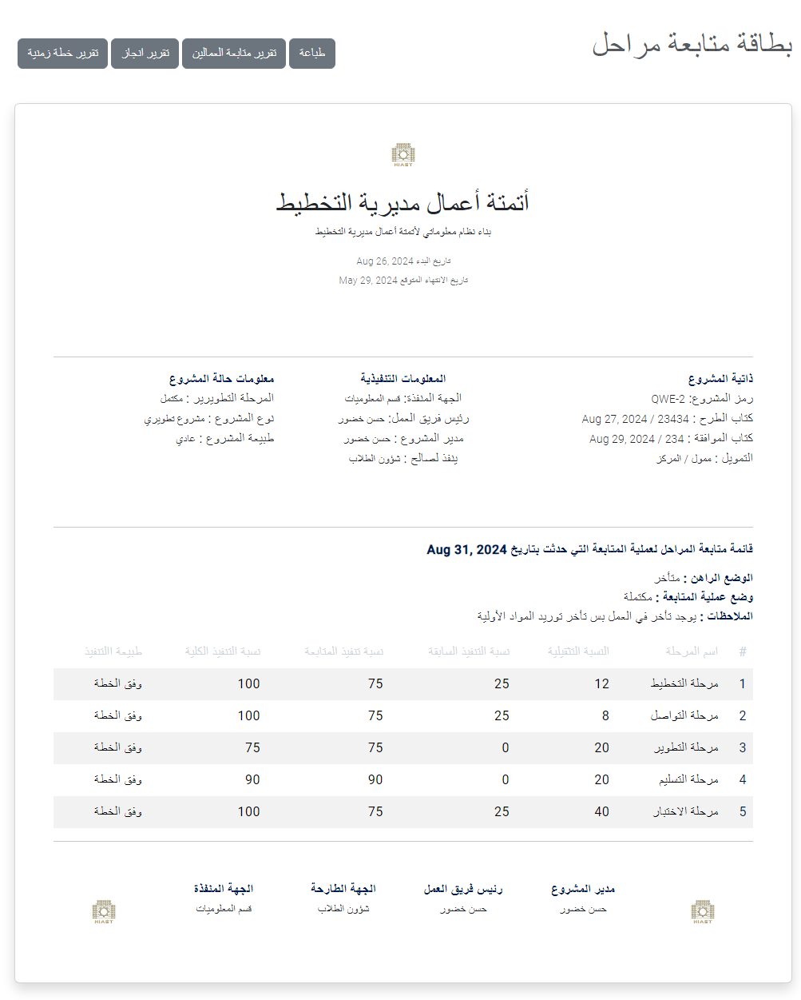 بطاقة متابعة مراحل
طباعة
تقرير متابعة العمالين
تقرير انجاز
تقرير خطة زمنية
HIAST
أتمتة أعمال مديرية التخطيط
بناء نظام معلوماتي لأتمتة أعمال مديرية التخطيط
تاريخ البدء Aug 26, 2024
تاريخ الانتهاء المتوقع May 29, 2024
ذاتية المشروع
رمز المشروع: QWE-2
كتاب الطرح : 23434 / Aug 27, 2024
كتاب الموافقة : 234 / Aug 29, 2024
التمويل : ممول / المركز
المعلومات التنفيذية
الجهة المنفذة: قسم المعلوميات
رئيس فريق العمل: حسن خضور
مدير المشروع : حسن خضور
ينفذ لصالح : شؤون الطلاب
معلومات حالة المشروع
المرحلة التطويرير : مكتمل
نوع المشروع : مشروع تطويري
طبيعة المشروع : عادي
قائمة متابعة المراحل لعملية المتابعة التي حدثت بتاريخ Aug 31, 2024
الوضع الراهن : متأخر
وضع عملية المتابعة : مكتملة
الملاحظات : يوجد تأخر في العمل بس تأخر توريد المواد الأولية
# اسم المرحلة النسبة التثقيلية نسبة التنفيذ السابقة نسبة تنفيذ المتابعة نسبة التنفيذ الكلية طبيعة االتنفيذ
1 مرحلة التخطيط 12 25 75 100 وفق الخطة
2 مرحلة التواصل 8 25 75 100 وفق الخطة
3 مرحلة التطوير 20 0 75 75 وفق الخطة
4 مرحلة التسليم 20 0 90 90 وفق الخطة
5 مرحلة الاختبار 40 25 75 100 وفق الخطة
HIAST
مدير المشروع
حسن خضور
رئيس فريق العمل
حسن خضور
الجهة الطارحة
شؤون الطلاب
الجهة المنفذة
قسم المعلوميات
HIAST